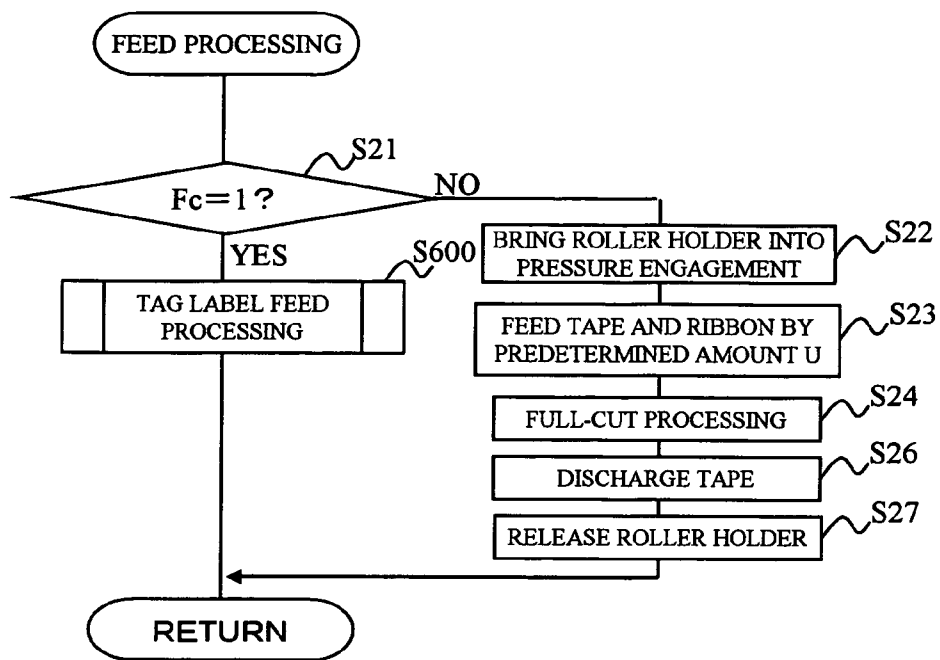 FEED PROCESSING
S21
Fc=1?
NO
YES
S600
TAG LABEL FEED
PROCESSING
S22
BRING ROLLER HOLDER INTO
PRESSURE ENGAGEMENT
S23
FEED TAPE AND RIBBON BY
PREDETERMINED AMOUNT U
S24
FULL-CUT PROCESSING
S26
DISCHARGE TAPE
S27
RELEASE ROLLER HOLDER
RETURN